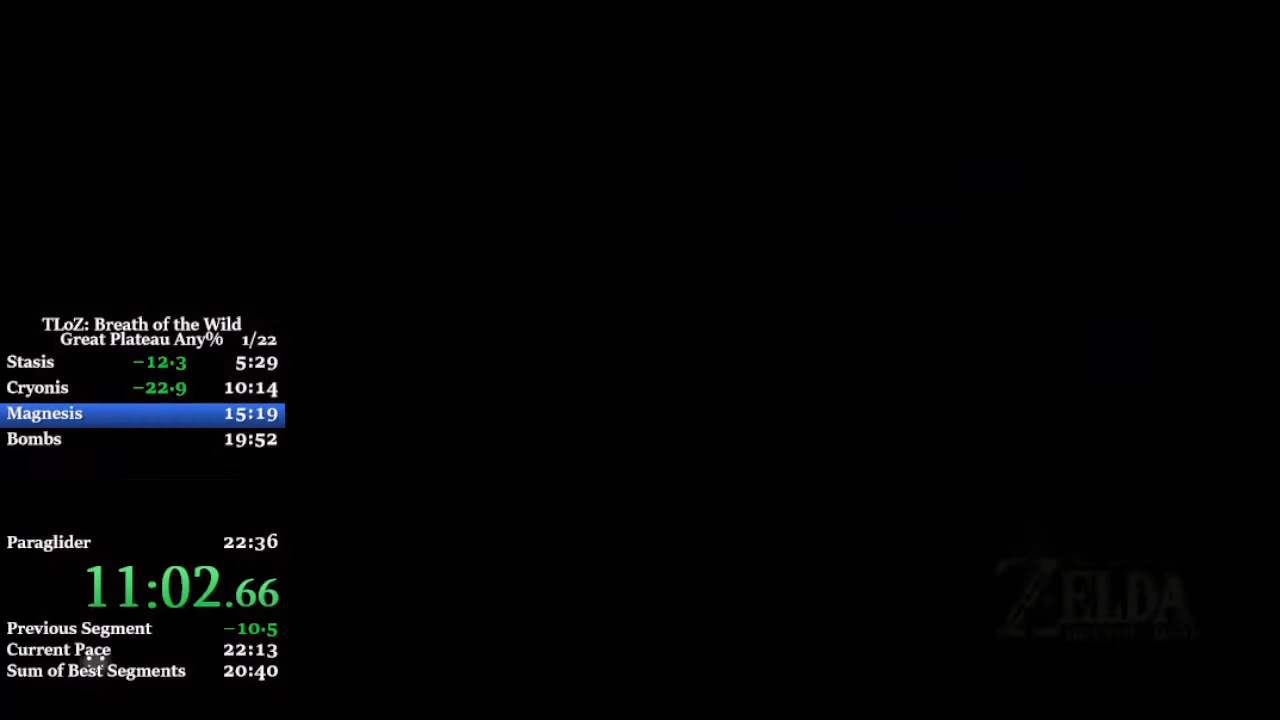 TLoZ: Breath of the Wild
Great Plateau Any% 1/22
Stasis −12.3 5:29
Cryonis −22.9 10:14
Magnesis 15:19
Bombs 19:52
Paraglider 22:36
11:02.66
Previous Segment −10.5
Current Pace 22:13
Sum of Best Segments 20:40
ZELDA